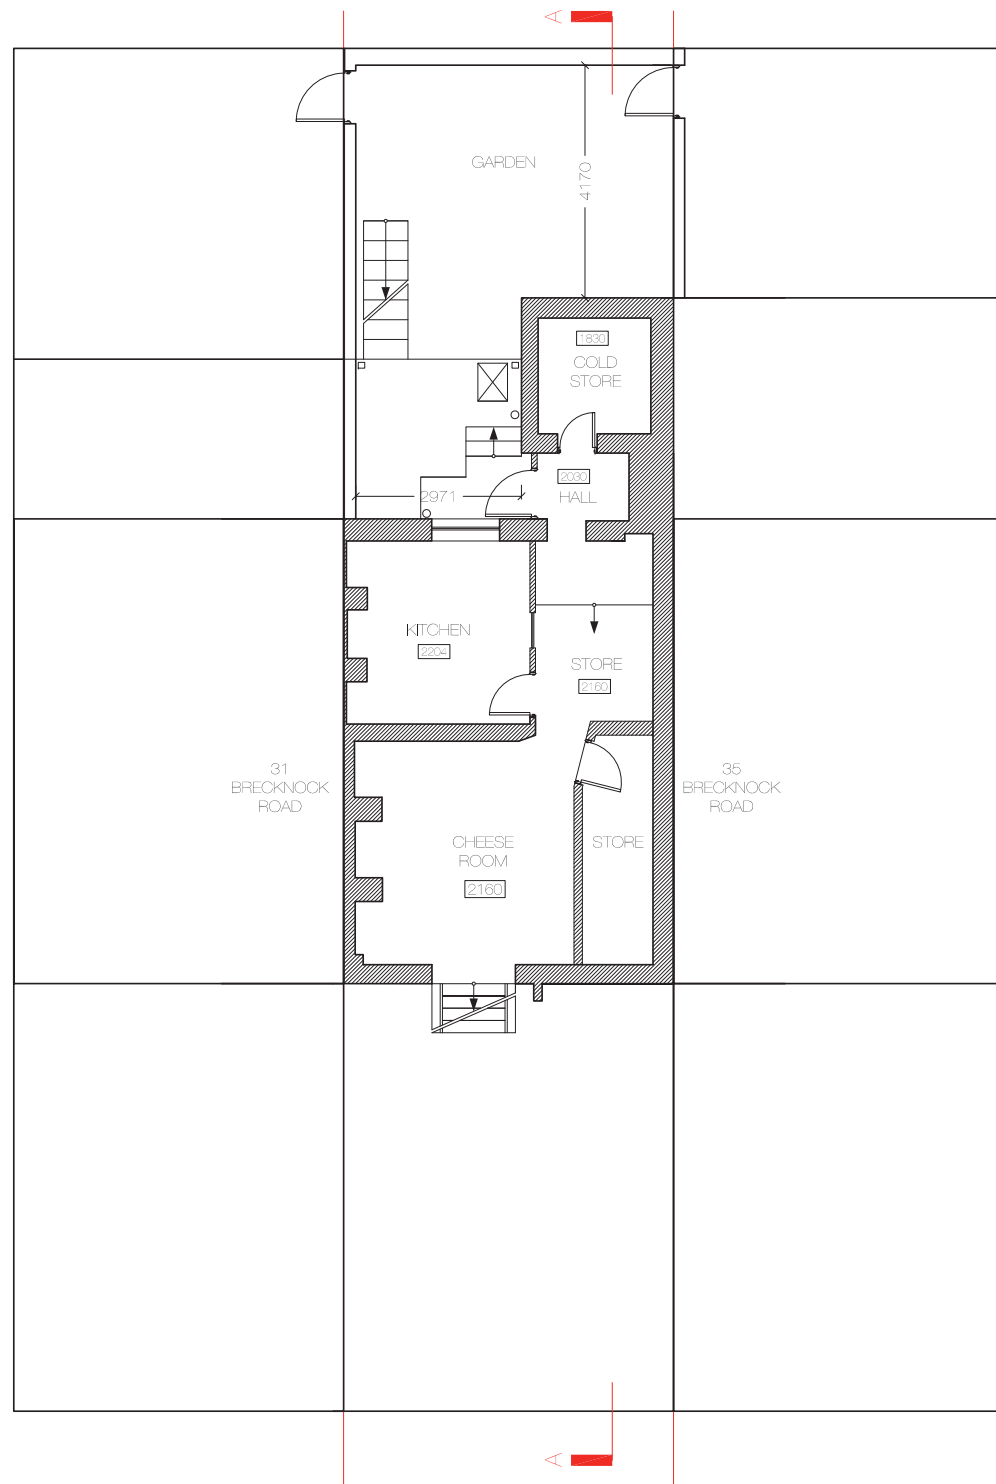 A
GARDEN
4170
1830
COLD
STORE
2030
HALL
2971
KITCHEN
2204
STORE
2160
31
BRECKNOCK
ROAD
35
BRECKNOCK
ROAD
CHEESE
ROOM
2160
STORE
A